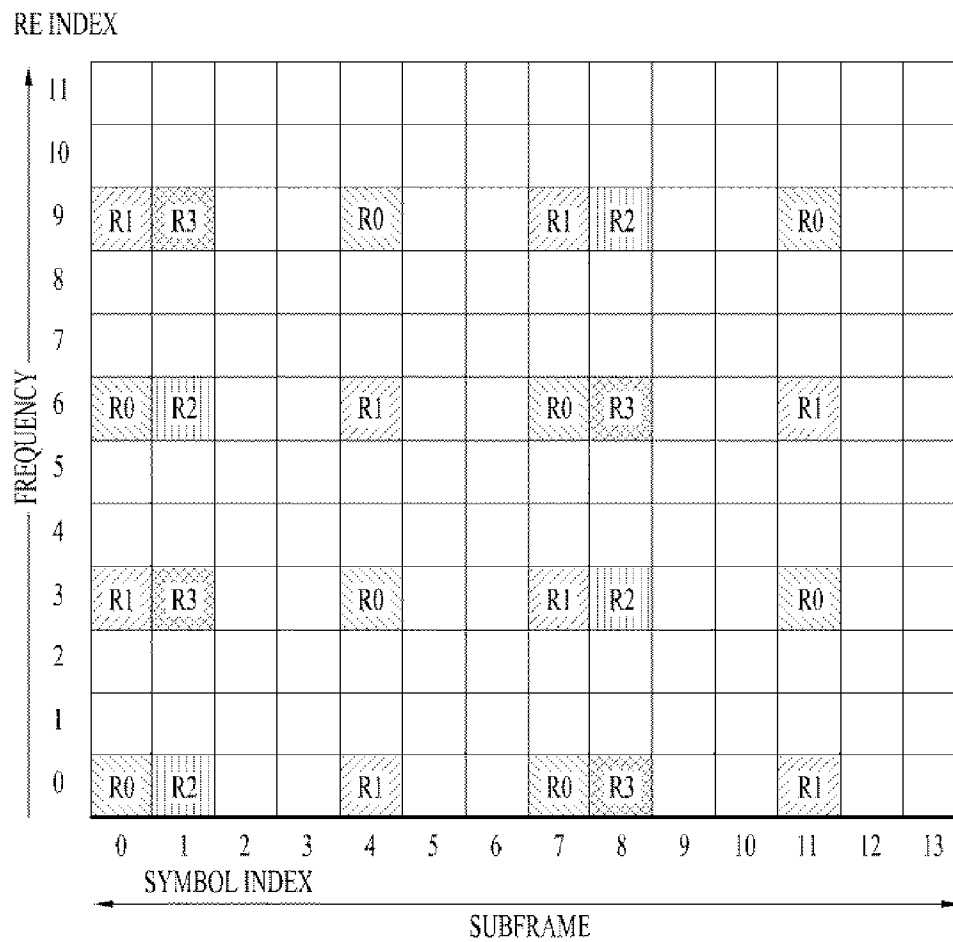 RE INDEX
11
10
9 R1 R3 R0 R1 R2 R0
8
7
6 R0 R2 R1 R0 R3 R1
5
4
3 R1 R3 R0 R1 R2 R0
2
1
0 R0 R2 R1 R0 R3 R1
FREQUENCY
0 1 2 3 4 5 6 7 8 9 10 11 12 13
SYMBOL INDEX
SUBFRAME